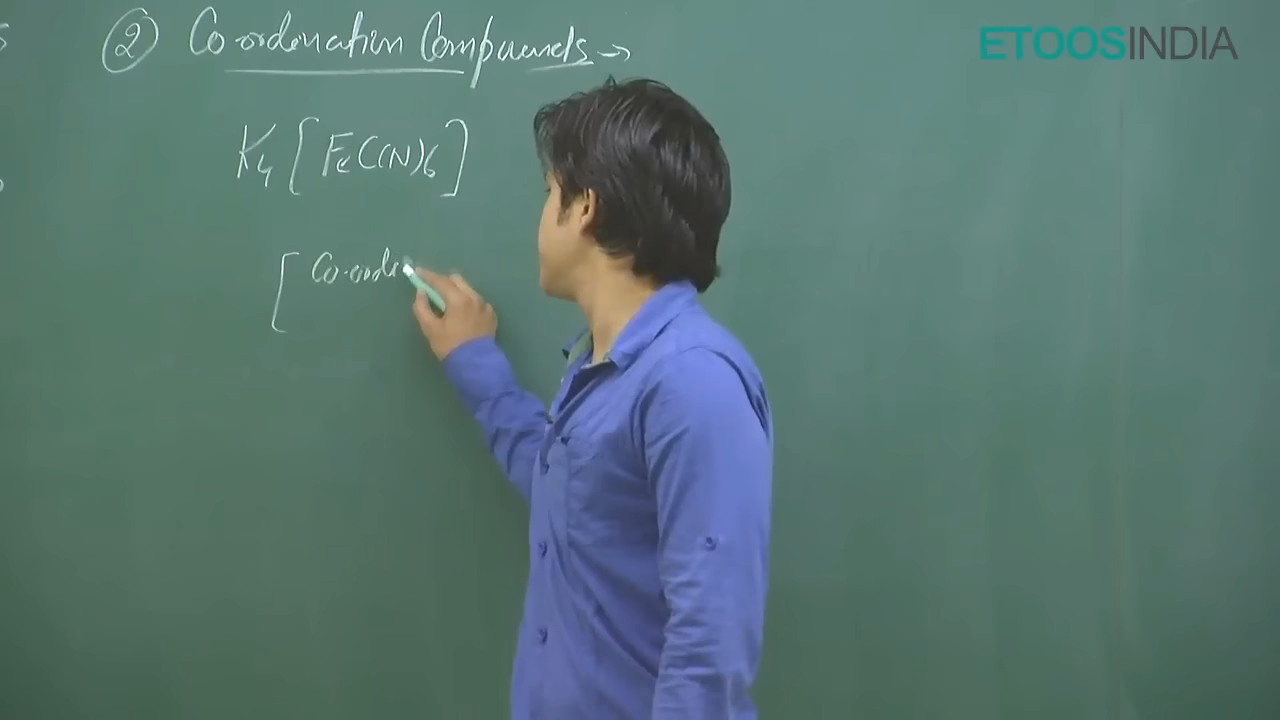 ETOOSINDIA
② Co-ordination Compounds →
K4 [Fe(CN)6]
[ Co-ordi